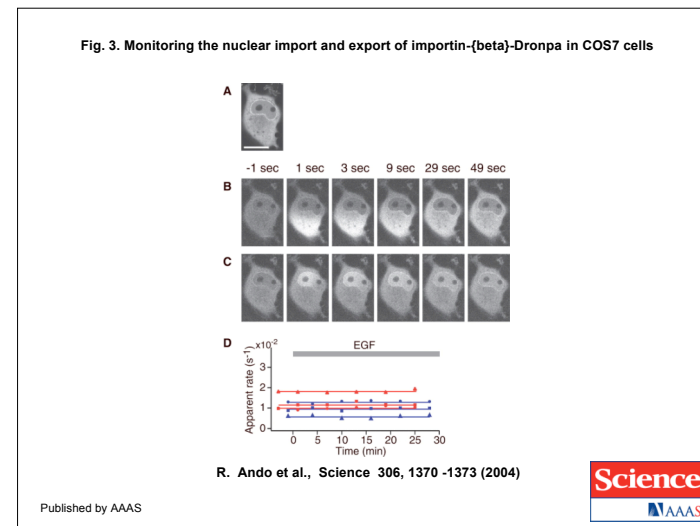 Fig. 3. Monitoring the nuclear import and export of importin-{beta}-Dronpa in COS7 cells
A
-1 sec 1 sec 3 sec 9 sec 29 sec 49 sec
B
C
D
x10-2
EGF
Apparent rate (s-1)
3
2
1
0
0 5 10 15 20 25 30
Time (min)
R. Ando et al., Science 306, 1370 -1373 (2004)
Published by AAAS
Science
AAAS